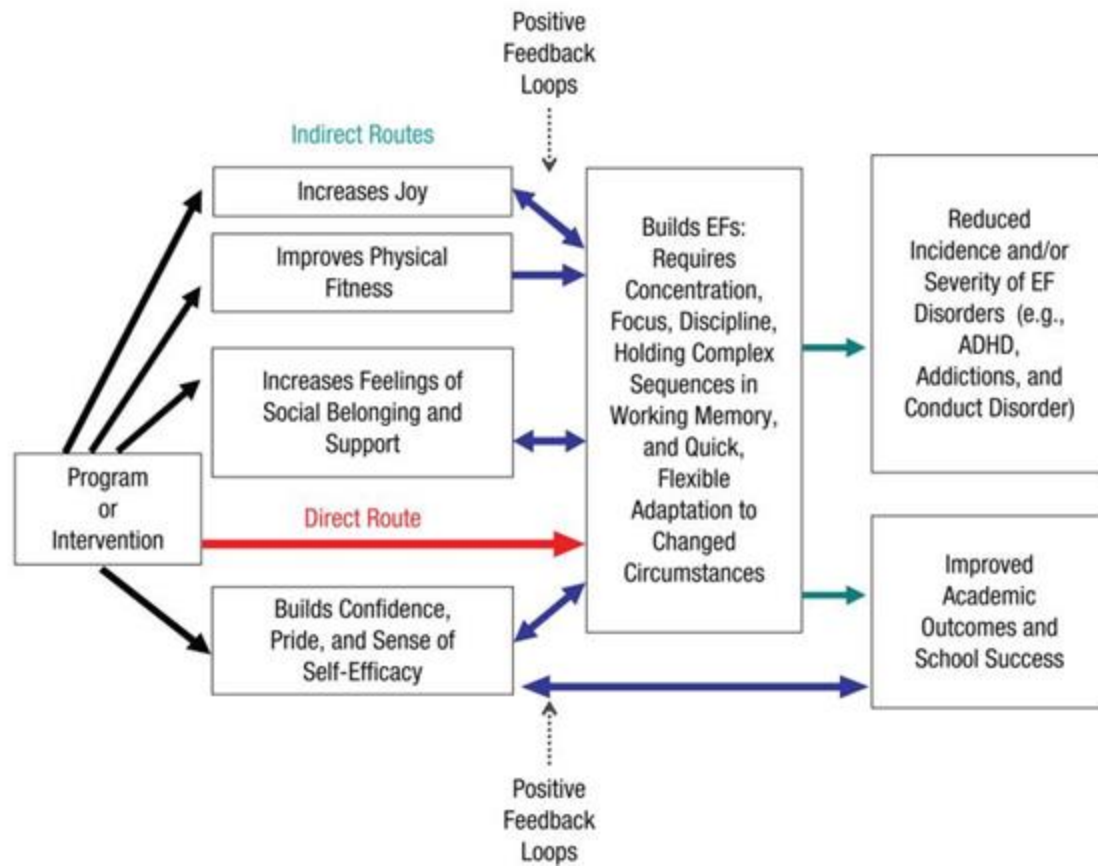 Positive
Feedback
Loops
Indirect Routes
Increases Joy
Improves Physical
Fitness
Increases Feelings of
Social Belonging and
Support
Program
or
Intervention
Direct Route
Builds Confidence,
Pride, and Sense of
Self-Efficacy
Builds EFs:
Requires
Concentration,
Focus, Discipline,
Holding Complex
Sequences in
Working Memory,
and Quick,
Flexible
Adaptation to
Changed
Circumstances
Reduced
Incidence and/or
Severity of EF
Disorders (e.g.,
ADHD,
Addictions, and
Conduct Disorder)
Improved
Academic
Outcomes and
School Success
Positive
Feedback
Loops